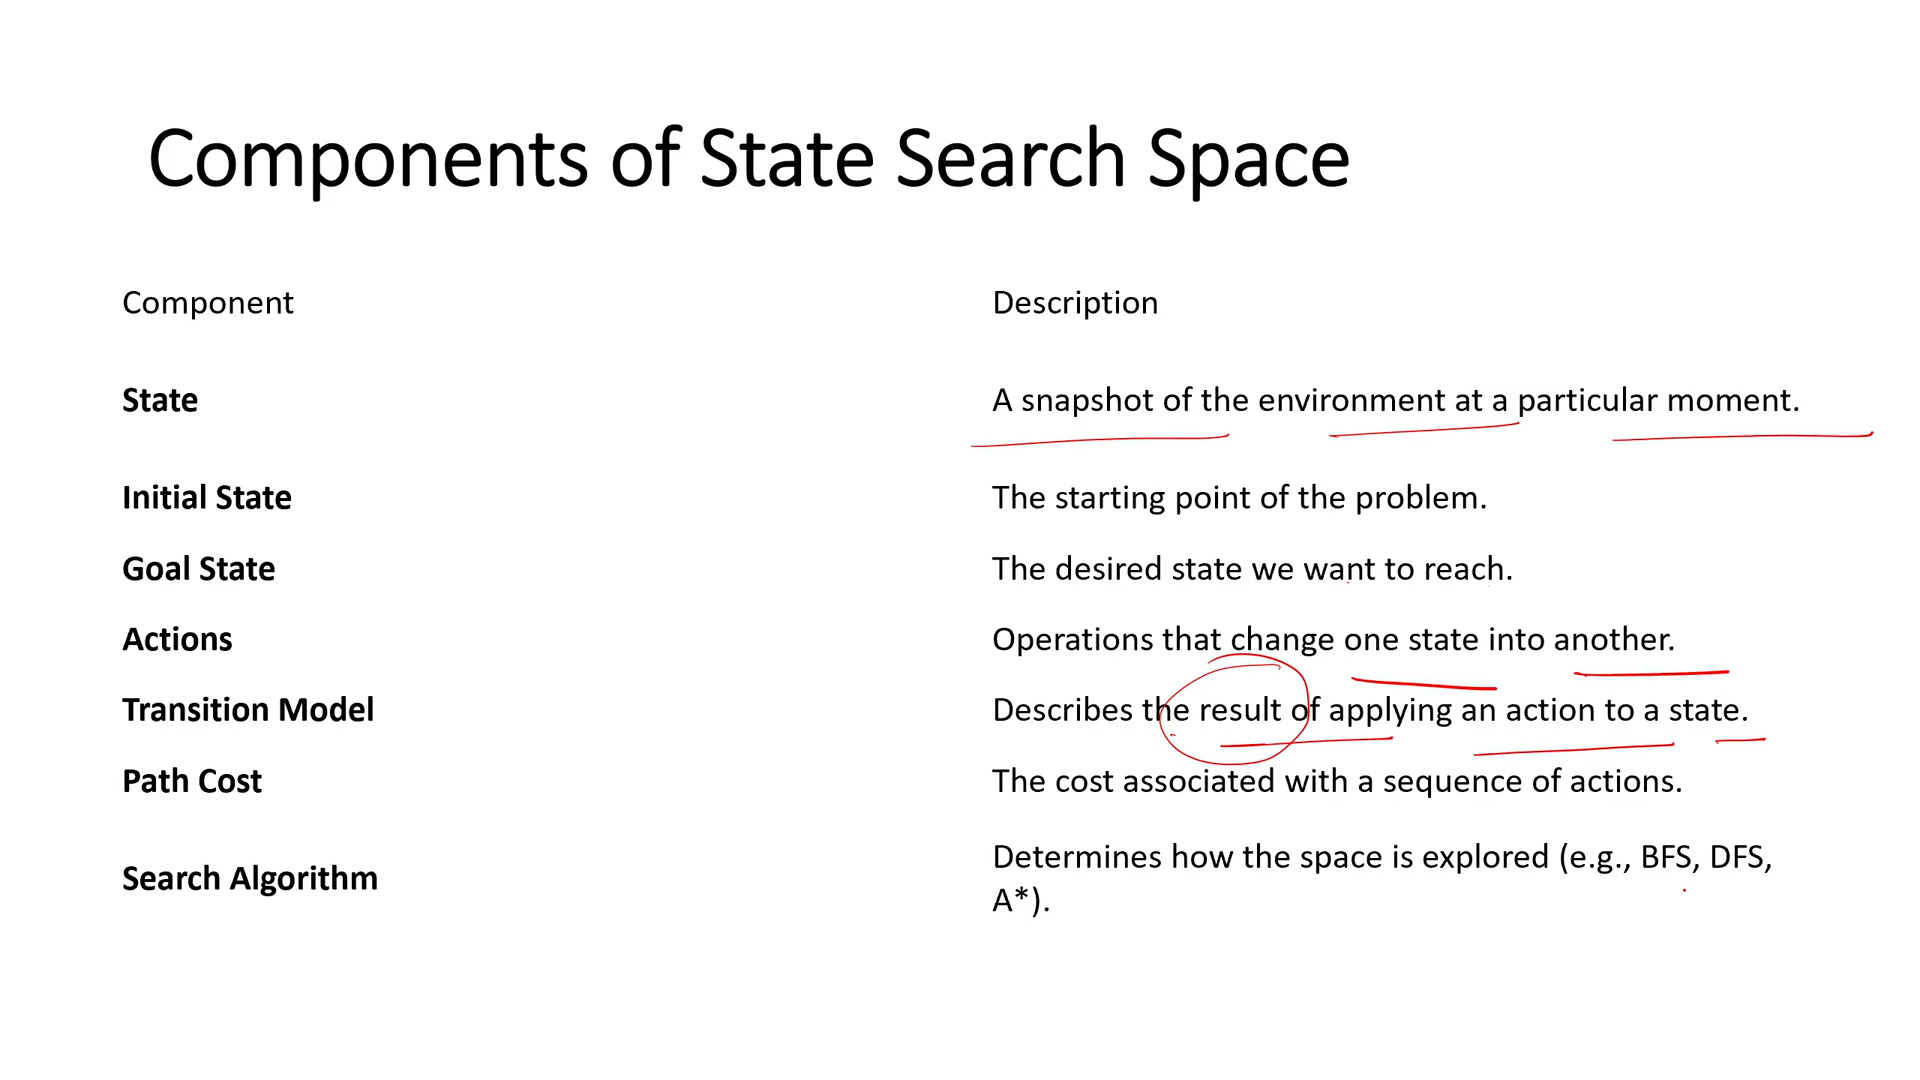 Components of State Search Space
Component Description
State A snapshot of the environment at a particular moment.
Initial State The starting point of the problem.
Goal State The desired state we want to reach.
Actions Operations that change one state into another.
Transition Model Describes the result of applying an action to a state.
Path Cost The cost associated with a sequence of actions.
Search Algorithm Determines how the space is explored (e.g., BFS, DFS,
A*).